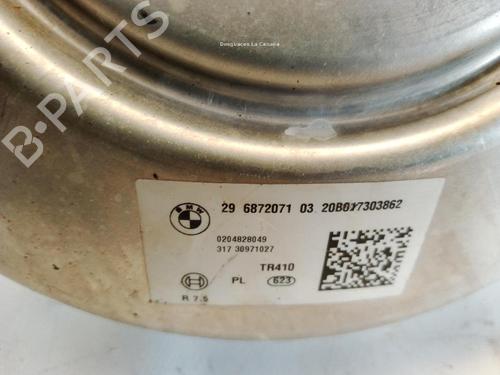 Desguaces La Cabaña
B-PARTS
BMW
29 6872071 03 20B017303862
0204828049
317 30971027
TR410
PL 623
R 7.5